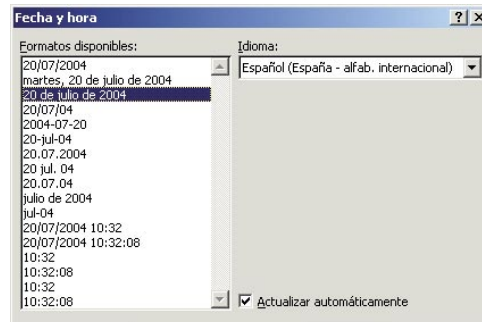 Fecha y hora
Formatos disponibles:
20/07/2004
martes, 20 de julio de 2004
20 de julio de 2004
20/07/04
2004-07-20
20-jul-04
20.07.2004
20 jul. 04
20.07.04
julio de 2004
jul-04
20/07/2004 10:32
20/07/2004 10:32:08
10:32
10:32:08
10:32
10:32:08
Idioma:
Español (España - alfab. internacional)
Actualizar automáticamente